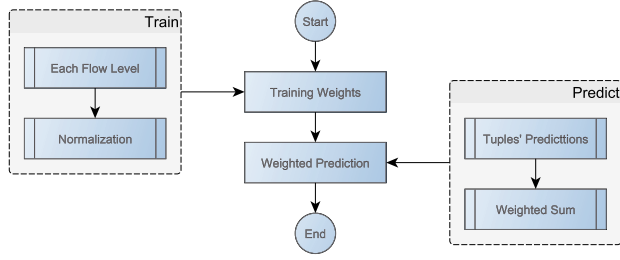 Train
Each Flow Level
Normalization
Start
Training Weights
Weighted Prediction
End
Predict
Tuples' Predicttions
Weighted Sum